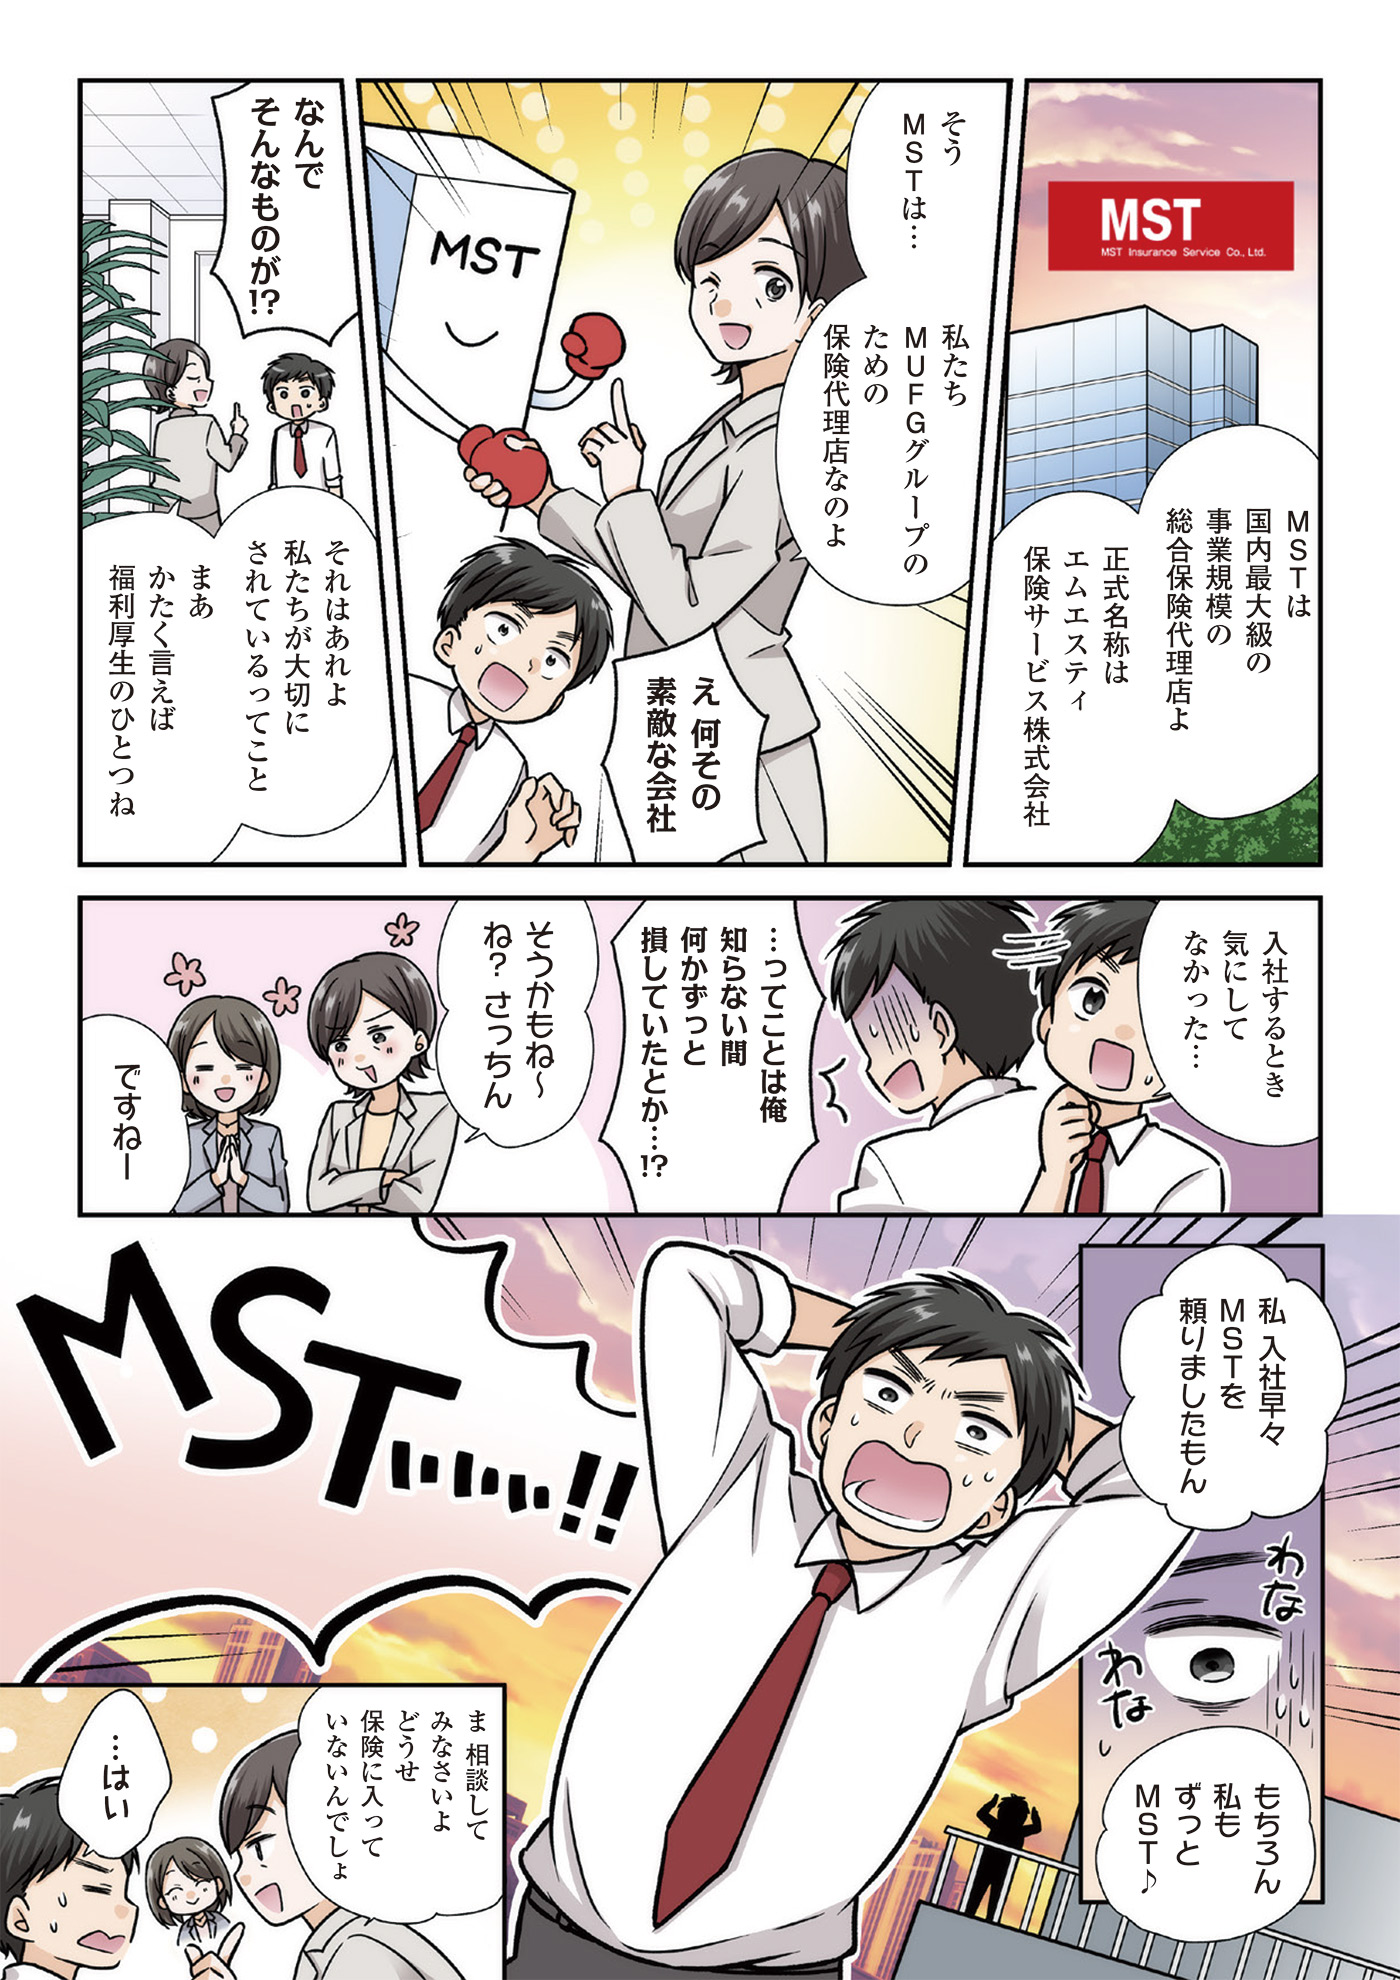 MST
MST Insurance Service Co., Ltd.
MSTは
国内最大級の
事業規模の
総合保険代理店よ
正式名称は
エムエスティ
保険サービス株式会社
そう
MSTは…
私たち
MUFGグループの
ための
保険代理店なのよ
MST
え 何その
素敵な会社
なんで
そんなものが!?
それはあれよ
私たちが大切に
されているってこと
まあ
かたく言えば
福利厚生のひとつね
入社するとき
気にして
なかった…
…ってことは俺
知らない間
何かずっと
損していたとか…!?
そうかもね〜
ね? さっちん
ですねー
私 入社早々
MSTを
頼りましたもん
わな
わな
もちろん
私も
ずっと
MST♪
MSTぃぃぃぃ!!
ま 相談して
みなさいよ
どうせ
保険に入って
いないんでしょ
…はい